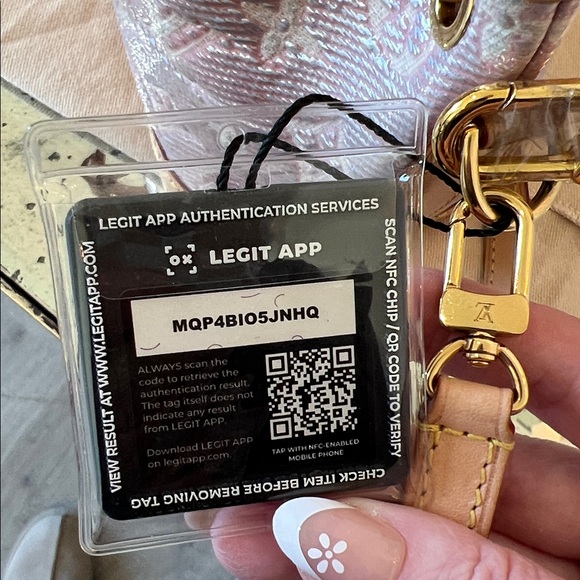 LEGIT APP AUTHENTICATION SERVICES
LEGIT APP
MQP4BIO5JNHQ
ALWAYS scan the
code to retrieve the
authentication result.
The tag itself does not
indicate any result
from LEGIT APP.
Download LEGIT APP
on legitapp.com.
TAP WITH NFC-ENABLED
MOBILE PHONE
SCAN NFC CHIP / QR CODE TO VERIFY
CHECK ITEM BEFORE REMOVING TAG
VIEW RESULT AT WWW.LEGITAPP.COM
LV